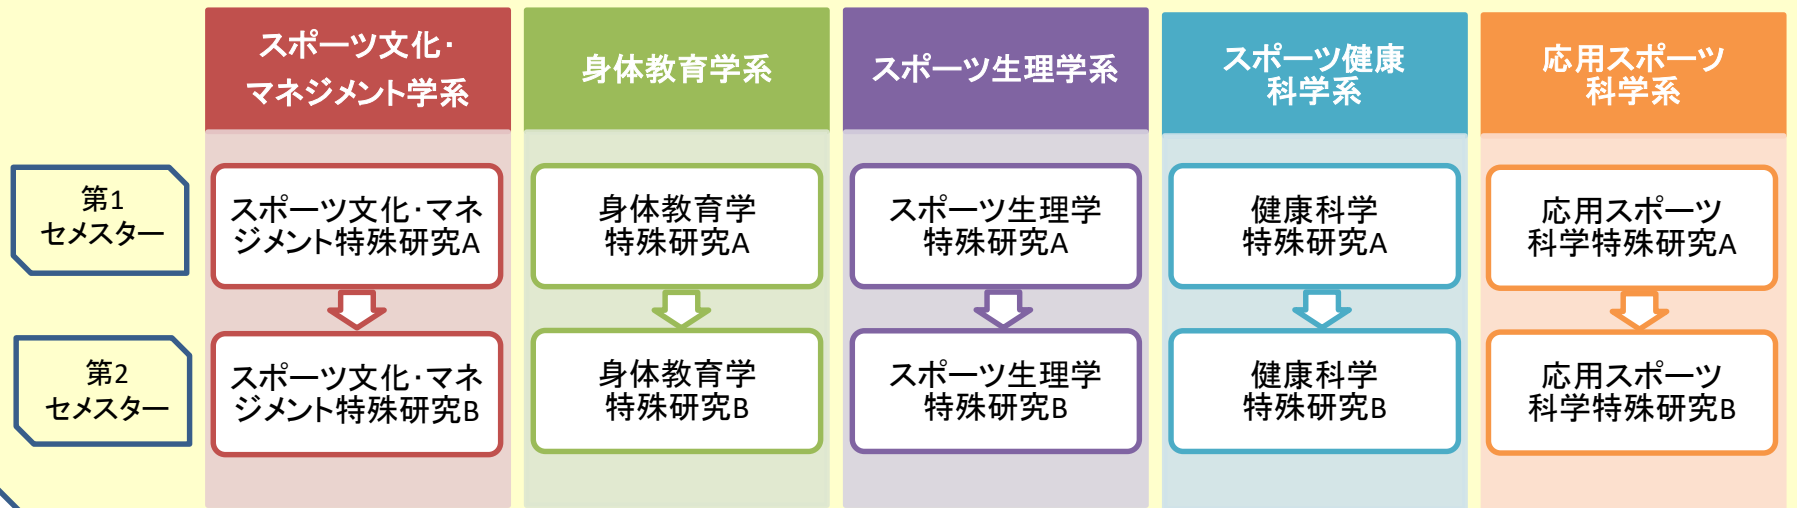 スポーツ文化・
マネジメント学系
身体教育学系
スポーツ生理学系
スポーツ健康
科学系
応用スポーツ
科学系
第1
セメスター
スポーツ文化・マネ
ジメント特殊研究A
身体教育学
特殊研究A
スポーツ生理学
特殊研究A
健康科学
特殊研究A
応用スポーツ
科学特殊研究A
第2
セメスター
スポーツ文化・マネ
ジメント特殊研究B
身体教育学
特殊研究B
スポーツ生理学
特殊研究B
健康科学
特殊研究B
応用スポーツ
科学特殊研究B